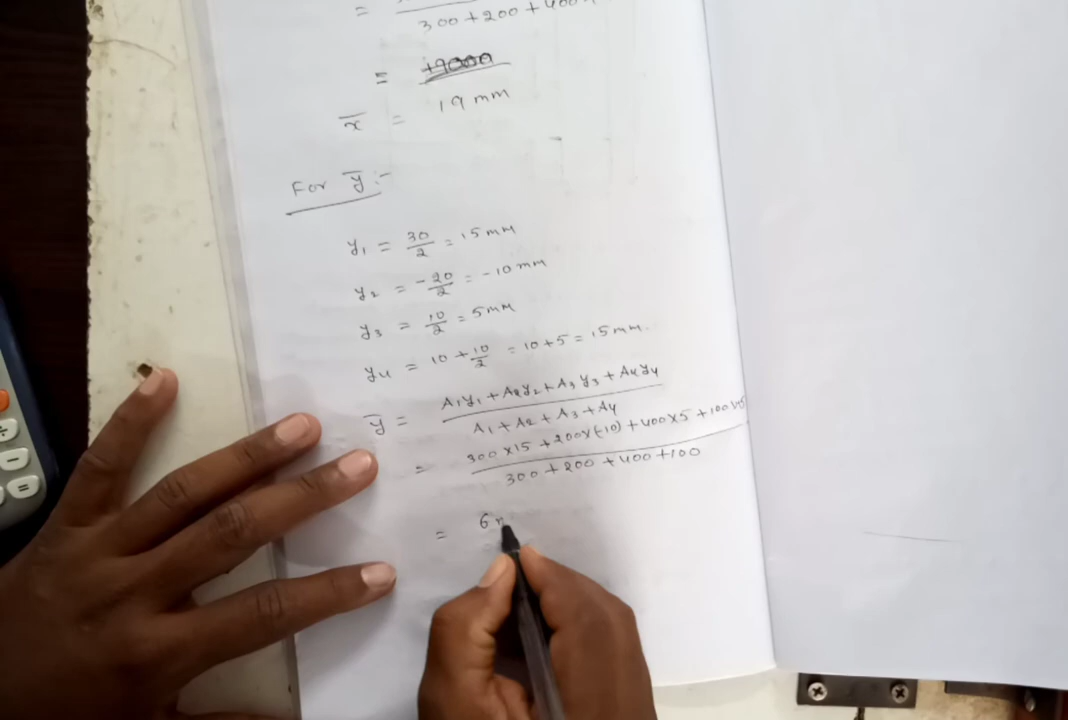 =
300 + 200 + 400
=
x̄ = 19 mm
For ȳ :-
y₁ = 30/2 = 15 mm
y₂ = -20/2 = -10 mm
y₃ = 10/2 = 5 mm
y₄ = 10 + 10/2 = 10+5 = 15 mm.
ȳ = A₁y₁ + A₂y₂ + A₃y₃ + A₄y₄ / A₁ + A₂ + A₃ + A₄
= 300×15 + 200×(-10) + 400×5 + 100×15 / 300 + 200 + 400 + 100
= 6